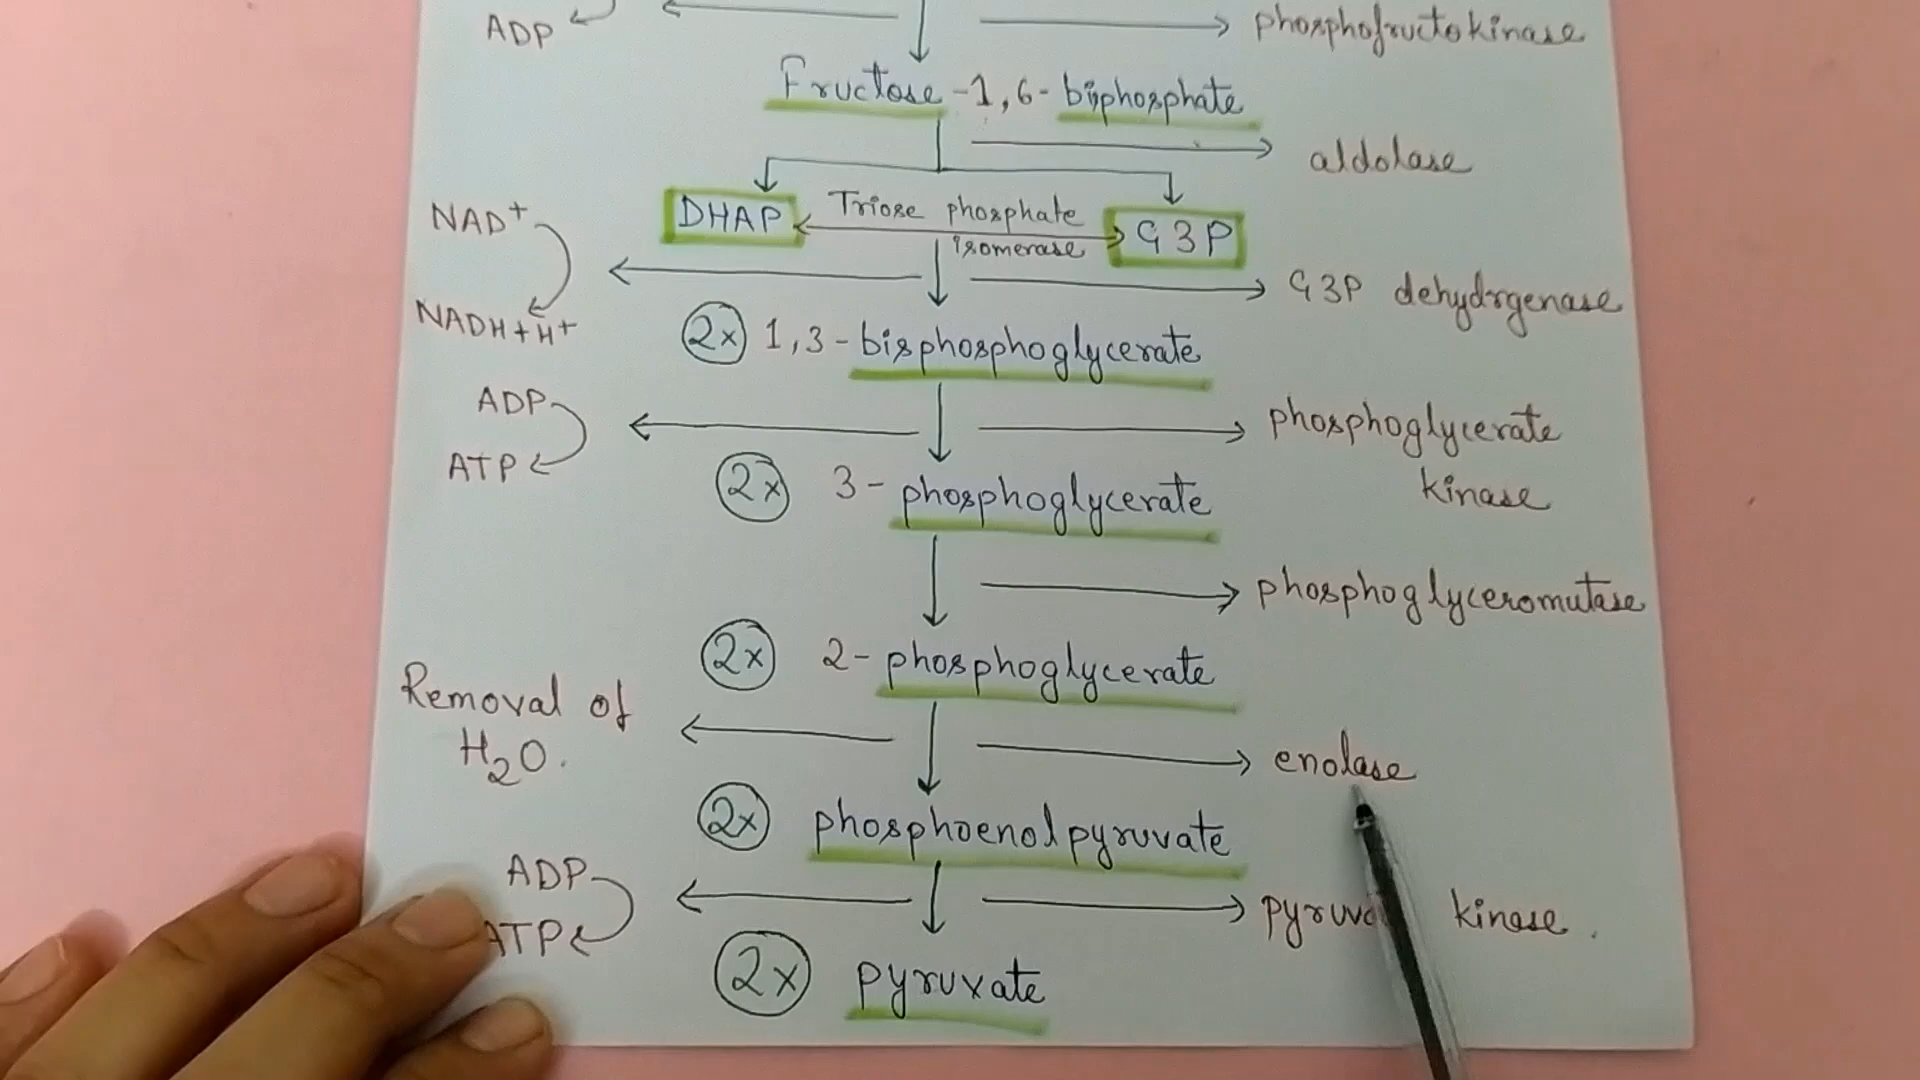 ADP
phosphofructokinase
Fructose-1,6-bisphosphate
aldolase
NAD+
DHAP
Triose phosphate
isomerase
G3P
G3P dehydrgenase
NADH+H+
2x 1,3-bisphosphoglycerate
ADP
ATP
phosphoglycerate
kinase
2x 3-phosphoglycerate
phosphoglyceromutase
2x 2-phosphoglycerate
Removal of
H2O.
enolase
2x phosphoenolpyruvate
ADP
ATP
kinase.
2x pyruvate